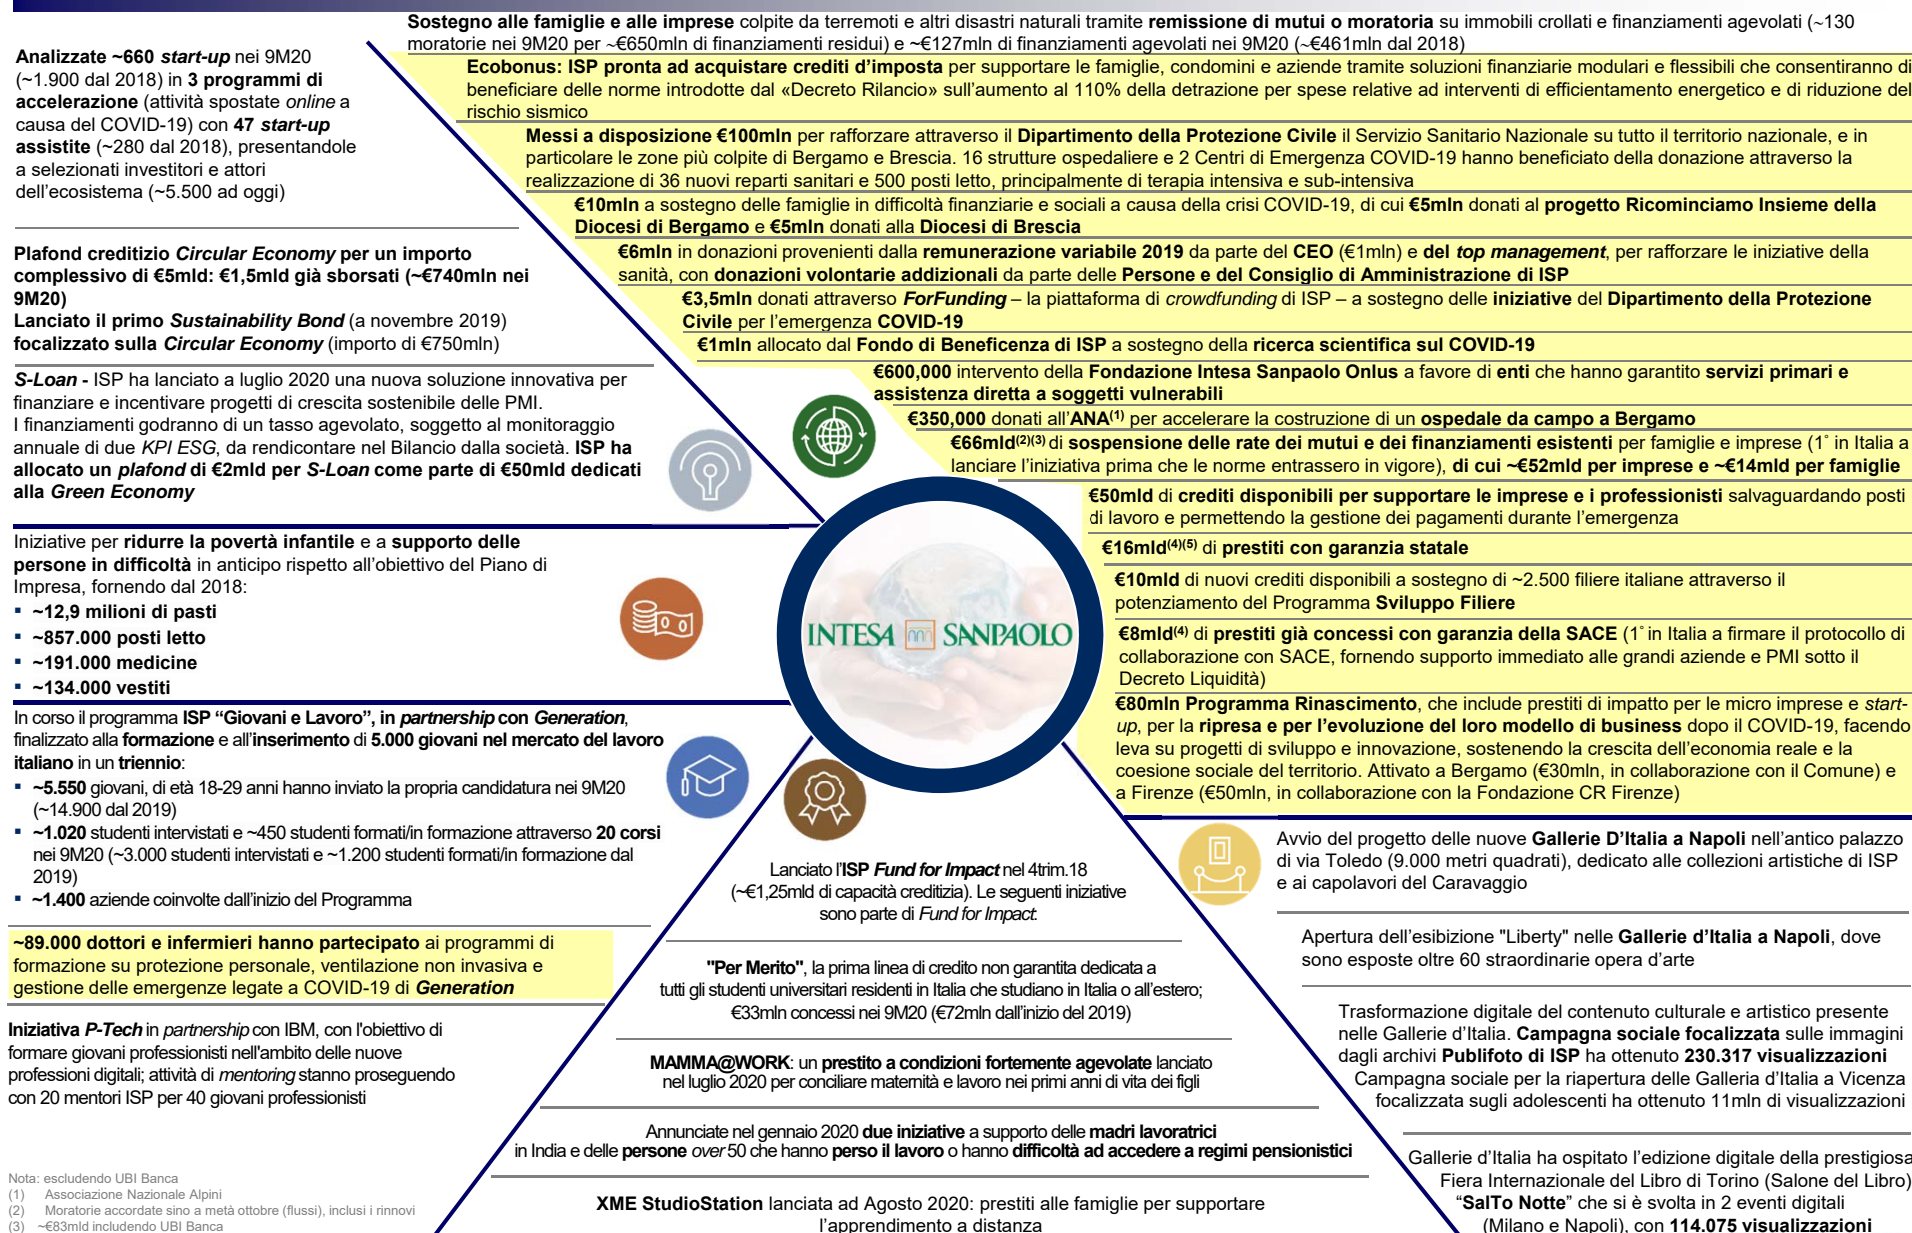 Sostegno alle famiglie e alle imprese colpite da terremoti e altri disastri naturali tramite remissione di mutui o moratoria su immobili crollati e finanziamenti agevolati (~130
moratorie nei 9M20 per ~€650mln di finanziamenti residui) e ~€127mln di finanziamenti agevolati nei 9M20 (~€461mln dal 2018)
Ecobonus: ISP pronta ad acquistare crediti d'imposta per supportare le famiglie, condomini e aziende tramite soluzioni finanziarie modulari e flessibili che consentiranno di
beneficiare delle norme introdotte dal «Decreto Rilancio» sull'aumento al 110% della detrazione per spese relative ad interventi di efficientamento energetico e di riduzione del
rischio sismico
Messi a disposizione €100mln per rafforzare attraverso il Dipartimento della Protezione Civile il Servizio Sanitario Nazionale su tutto il territorio nazionale, e in
particolare le zone più colpite di Bergamo e Brescia. 16 strutture ospedaliere e 2 Centri di Emergenza COVID-19 hanno beneficiato della donazione attraverso la
realizzazione di 36 nuovi reparti sanitari e 500 posti letto, principalmente di terapia intensiva e sub-intensiva
€10mln a sostegno delle famiglie in difficoltà finanziarie e sociali a causa della crisi COVID-19, di cui €5mln donati al progetto Ricominciamo Insieme della
Diocesi di Bergamo e €5mln donati alla Diocesi di Brescia
€6mln in donazioni provenienti dalla remunerazione variabile 2019 da parte del CEO (€1mln) e del top management, per rafforzare le iniziative della
sanità, con donazioni volontarie addizionali da parte delle Persone e del Consiglio di Amministrazione di ISP
€3,5mln donati attraverso ForFunding – la piattaforma di crowdfunding di ISP – a sostegno delle iniziative del Dipartimento della Protezione
Civile per l'emergenza COVID-19
€1mln allocato dal Fondo di Beneficenza di ISP a sostegno della ricerca scientifica sul COVID-19
€600,000 intervento della Fondazione Intesa Sanpaolo Onlus a favore di enti che hanno garantito servizi primari e
assistenza diretta a soggetti vulnerabili
€350,000 donati all'ANA(1) per accelerare la costruzione di un ospedale da campo a Bergamo
€66mld(2)(3) di sospensione delle rate dei mutui e dei finanziamenti esistenti per famiglie e imprese (1° in Italia a
lanciare l'iniziativa prima che le norme entrassero in vigore), di cui ~€52mld per imprese e ~€14mld per famiglie
€50mld di crediti disponibili per supportare le imprese e i professionisti salvaguardando posti
di lavoro e permettendo la gestione dei pagamenti durante l'emergenza
€16mld(4)(5) di prestiti con garanzia statale
€10mld di nuovi crediti disponibili a sostegno di ~2.500 filiere italiane attraverso il
potenziamento del Programma Sviluppo Filiere
€8mld(4) di prestiti già concessi con garanzia della SACE (1° in Italia a firmare il protocollo di
collaborazione con SACE, fornendo supporto immediato alle grandi aziende e PMI sotto il
Decreto Liquidità)
€80mln Programma Rinascimento, che include prestiti di impatto per le micro imprese e start-
up, per la ripresa e per l'evoluzione del loro modello di business dopo il COVID-19, facendo
leva su progetti di sviluppo e innovazione, sostenendo la crescita dell'economia reale e la
coesione sociale del territorio. Attivato a Bergamo (€30mln, in collaborazione con il Comune) e
a Firenze (€50mln, in collaborazione con la Fondazione CR Firenze)
Analizzate ~660 start-up nei 9M20
(~1.900 dal 2018) in 3 programmi di
accelerazione (attività spostate online a
causa del COVID-19) con 47 start-up
assistite (~280 dal 2018), presentandole
a selezionati investitori e attori
dell'ecosistema (~5.500 ad oggi)
Plafond creditizio Circular Economy per un importo
complessivo di €5mld: €1,5mld già sborsati (~€740mln nei
9M20)
Lanciato il primo Sustainability Bond (a novembre 2019)
focalizzato sulla Circular Economy (importo di €750mln)
S-Loan - ISP ha lanciato a luglio 2020 una nuova soluzione innovativa per
finanziare e incentivare progetti di crescita sostenibile delle PMI.
I finanziamenti godranno di un tasso agevolato, soggetto al monitoraggio
annuale di due KPI ESG, da rendicontare nel Bilancio dalla società. ISP ha
allocato un plafond di €2mld per S-Loan come parte di €50mld dedicati
alla Green Economy
Iniziative per ridurre la povertà infantile e a supporto delle
persone in difficoltà in anticipo rispetto all'obiettivo del Piano di
Impresa, fornendo dal 2018:
▪ ~12,9 milioni di pasti
▪ ~857.000 posti letto
▪ ~191.000 medicine
▪ ~134.000 vestiti
INTESA SANPAOLO
In corso il programma ISP "Giovani e Lavoro", in partnership con Generation,
finalizzato alla formazione e all'inserimento di 5.000 giovani nel mercato del lavoro
italiano in un triennio:
▪ ~5.550 giovani, di età 18-29 anni hanno inviato la propria candidatura nei 9M20
(~14.900 dal 2019)
▪ ~1.020 studenti intervistati e ~450 studenti formati/in formazione attraverso 20 corsi
nei 9M20 (~3.000 studenti intervistati e ~1.200 studenti formati/in formazione dal
2019)
▪ ~1.400 aziende coinvolte dall'inizio del Programma
~89.000 dottori e infermieri hanno partecipato ai programmi di
formazione su protezione personale, ventilazione non invasiva e
gestione delle emergenze legate a COVID-19 di Generation
Iniziativa P-Tech in partnership con IBM, con l'obiettivo di
formare giovani professionisti nell'ambito delle nuove
professioni digitali; attività di mentoring stanno proseguendo
con 20 mentori ISP per 40 giovani professionisti
Lanciato l'ISP Fund for Impact nel 4trim.18
(~€1,25mld di capacità creditizia). Le seguenti iniziative
sono parte di Fund for Impact:
"Per Merito", la prima linea di credito non garantita dedicata a
tutti gli studenti universitari residenti in Italia che studiano in Italia o all'estero;
€33mln concessi nei 9M20 (€72mln dall'inizio del 2019)
MAMMA@WORK: un prestito a condizioni fortemente agevolate lanciato
nel luglio 2020 per conciliare maternità e lavoro nei primi anni di vita dei figli
Annunciate nel gennaio 2020 due iniziative a supporto delle madri lavoratrici
in India e delle persone over 50 che hanno perso il lavoro o hanno difficoltà ad accedere a regimi pensionistici
XME StudioStation lanciata ad Agosto 2020: prestiti alle famiglie per supportare
l'apprendimento a distanza
Avvio del progetto delle nuove Gallerie D'Italia a Napoli nell'antico palazzo
di via Toledo (9.000 metri quadrati), dedicato alle collezioni artistiche di ISP
e ai capolavori del Caravaggio
Apertura dell'esibizione "Liberty" nelle Gallerie d'Italia a Napoli, dove
sono esposte oltre 60 straordinarie opera d'arte
Trasformazione digitale del contenuto culturale e artistico presente
nelle Gallerie d'Italia. Campagna sociale focalizzata sulle immagini
dagli archivi Publifoto di ISP ha ottenuto 230.317 visualizzazioni
Campagna sociale per la riapertura delle Galleria d'Italia a Vicenza
focalizzata sugli adolescenti ha ottenuto 11mln di visualizzazioni
Gallerie d'Italia ha ospitato l'edizione digitale della prestigiosa
Fiera Internazionale del Libro di Torino (Salone del Libro)
"SalTo Notte" che si è svolta in 2 eventi digitali
(Milano e Napoli), con 114.075 visualizzazioni
Nota: escludendo UBI Banca
(1) Associazione Nazionale Alpini
(2) Moratorie accordate sino a metà ottobre (flussi), inclusi i rinnovi
(3) ~€83mld includendo UBI Banca